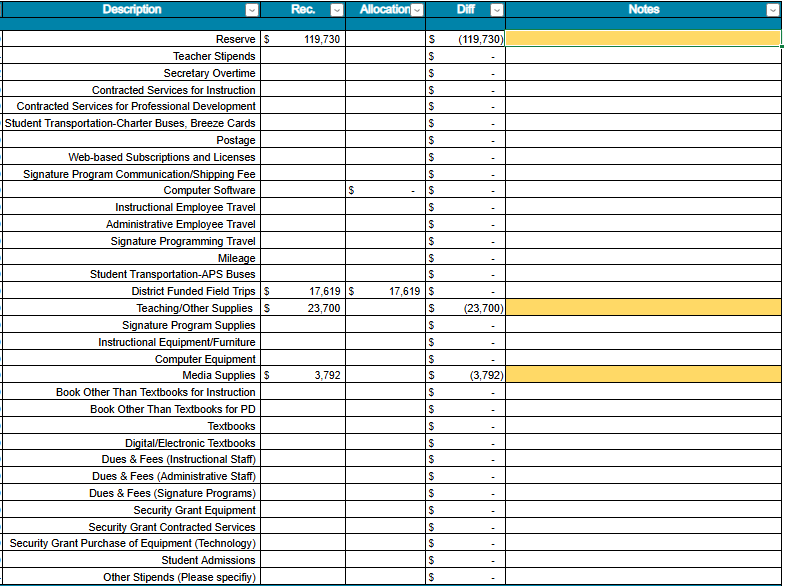 Description Rec. Allocation Diff Notes
Reserve $ 119,730 $ (119,730)
Teacher Stipends $ -
Secretary Overtime $ -
Contracted Services for Instruction $ -
Contracted Services for Professional Development $ -
Student Transportation-Charter Buses, Breeze Cards $ -
Postage $ -
Web-based Subscriptions and Licenses $ -
Signature Program Communication/Shipping Fee $ -
Computer Software $ - $ -
Instructional Employee Travel $ -
Administrative Employee Travel $ -
Signature Programming Travel $ -
Mileage $ -
Student Transportation-APS Buses $ -
District Funded Field Trips $ 17,619 $ 17,619 $ -
Teaching/Other Supplies $ 23,700 $ (23,700)
Signature Program Supplies $ -
Instructional Equipment/Furniture $ -
Computer Equipment $ -
Media Supplies $ 3,792 $ (3,792)
Book Other Than Textbooks for Instruction $ -
Book Other Than Textbooks for PD $ -
Textbooks $ -
Digital/Electronic Textbooks $ -
Dues & Fees (Instructional Staff) $ -
Dues & Fees (Administrative Staff) $ -
Dues & Fees (Signature Programs) $ -
Security Grant Equipment $ -
Security Grant Contracted Services $ -
Security Grant Purchase of Equipment (Technology) $ -
Student Admissions $ -
Other Stipends (Please specifiy) $ -